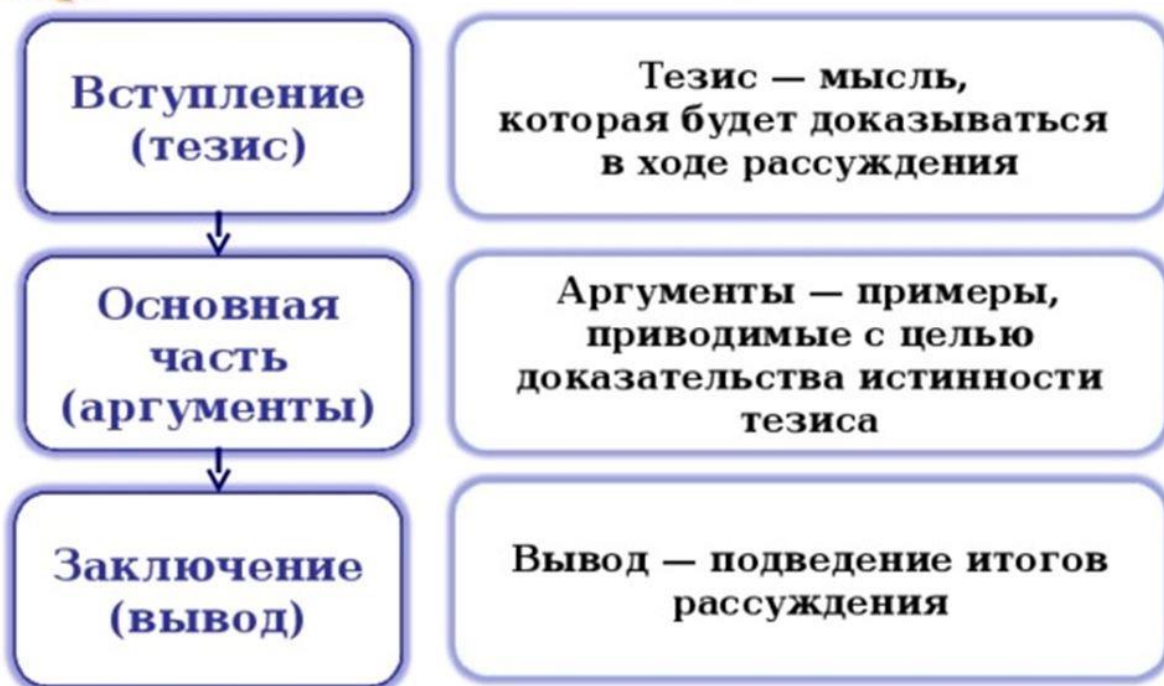 Вступление
(тезис)
Тезис — мысль,
которая будет доказываться
в ходе рассуждения
Основная
часть
(аргументы)
Аргументы — примеры,
приводимые с целью
доказательства истинности
тезиса
Заключение
(вывод)
Вывод — подведение итогов
рассуждения